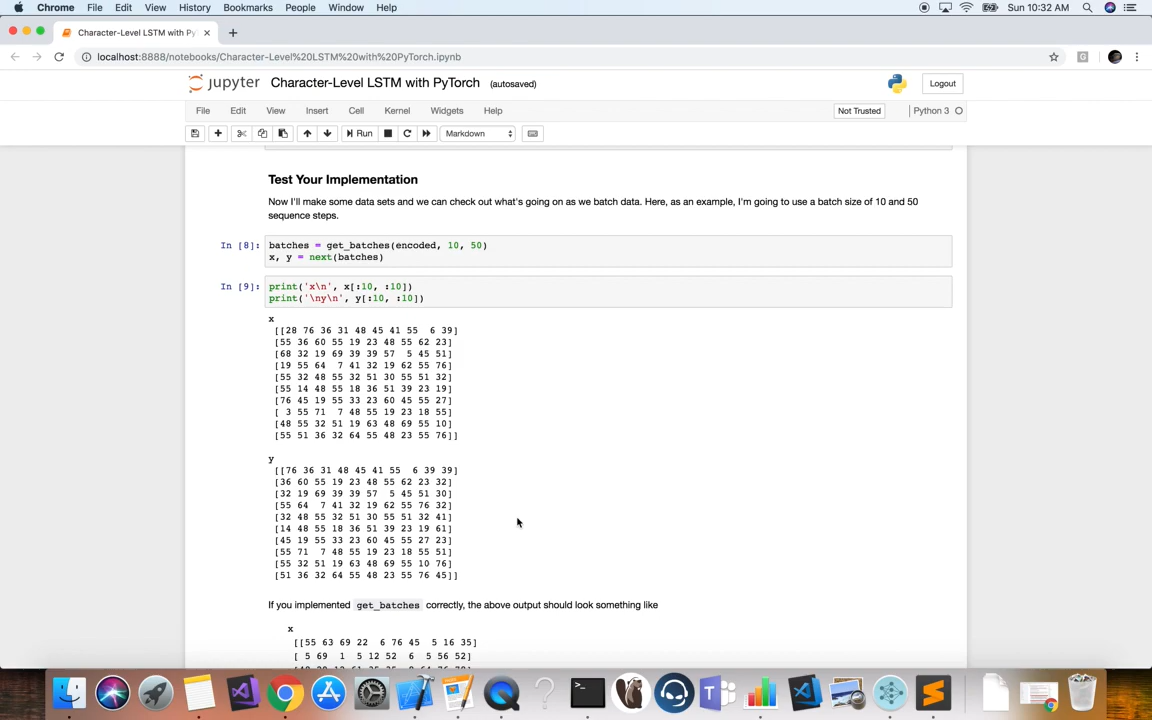 Chrome File Edit View History Bookmarks People Window Help Sun 10:32 AM
Character-Level LSTM with Py
localhost:8888/notebooks/Character-Level%20LSTM%20with%20PyTorch.ipynb
jupyter Character-Level LSTM with PyTorch (autosaved) Logout
File Edit View Insert Cell Kernel Widgets Help Not Trusted Python 3
Run Markdown
Test Your Implementation
Now I'll make some data sets and we can check out what's going on as we batch data. Here, as an example, I'm going to use a batch size of 10 and 50
sequence steps.
In [8]: batches = get_batches(encoded, 10, 50)
x, y = next(batches)
In [9]: print('x\n', x[:10, :10])
print('\ny\n', y[:10, :10])
x
[[28 76 36 31 48 45 41 55 6 39]
[55 36 60 55 19 23 48 55 62 23]
[68 32 19 69 39 39 57 5 45 51]
[19 55 64 7 41 32 19 62 55 76]
[55 32 48 55 32 51 30 55 51 32]
[55 14 48 55 18 36 51 39 23 19]
[76 45 19 55 33 23 60 45 55 27]
[ 3 55 71 7 48 55 19 23 18 55]
[48 55 32 51 19 63 48 69 55 10]
[55 51 36 32 64 55 48 23 55 76]]
y
[[76 36 31 48 45 41 55 6 39 39]
[36 60 55 19 23 48 55 62 23 32]
[32 19 69 39 39 57 5 45 51 30]
[55 64 7 41 32 19 62 55 76 32]
[32 48 55 32 51 30 55 51 32 41]
[14 48 55 18 36 51 39 23 19 61]
[45 19 55 33 23 60 45 55 27 23]
[55 71 7 48 55 19 23 18 55 51]
[55 32 51 19 63 48 69 55 10 76]
[51 36 32 64 55 48 23 55 76 45]]
If you implemented get_batches correctly, the above output should look something like
x
[[55 63 69 22 6 76 45 5 16 35]
[ 5 69 1 5 12 52 6 5 56 52]